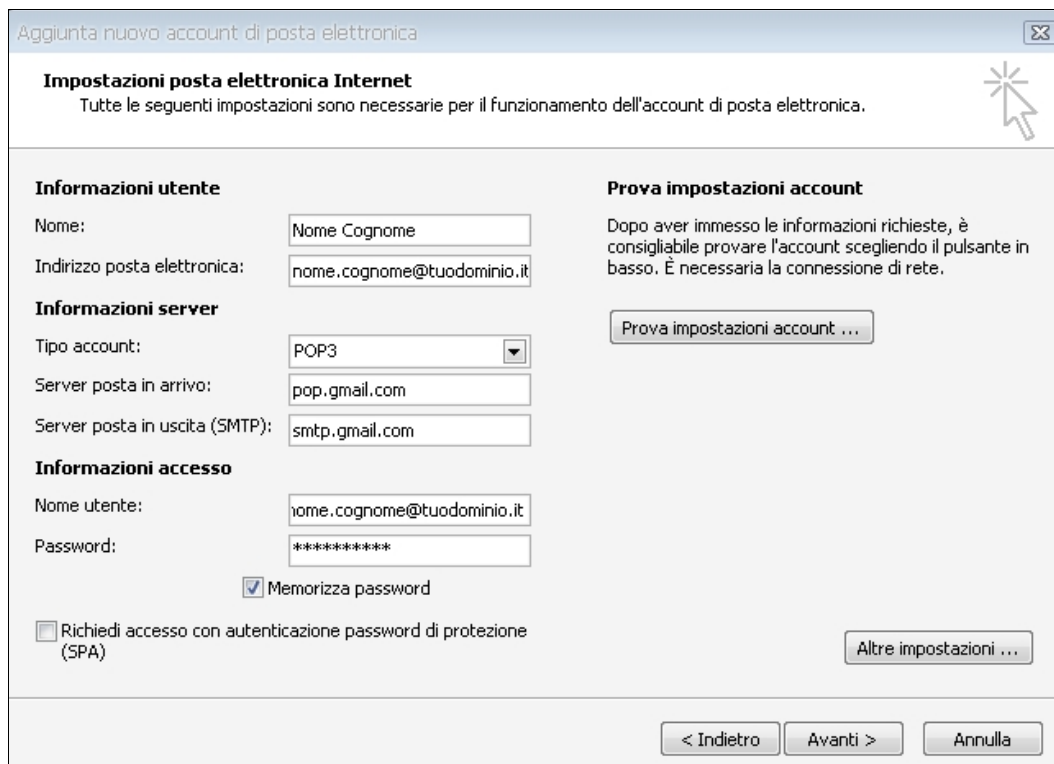 Aggiunta nuovo account di posta elettronica
Impostazioni posta elettronica Internet
Tutte le seguenti impostazioni sono necessarie per il funzionamento dell'account di posta elettronica.
Informazioni utente
Nome:
Nome Cognome
Indirizzo posta elettronica:
nome.cognome@tuodominio.it
Informazioni server
Tipo account:
POP3
Server posta in arrivo:
pop.gmail.com
Server posta in uscita (SMTP):
smtp.gmail.com
Informazioni accesso
Nome utente:
nome.cognome@tuodominio.it
Password:
**********
Memorizza password
Richiedi accesso con autenticazione password di protezione
(SPA)
Prova impostazioni account
Dopo aver immesso le informazioni richieste, è
consigliabile provare l'account scegliendo il pulsante in
basso. È necessaria la connessione di rete.
Prova impostazioni account ...
Altre impostazioni ...
< Indietro
Avanti >
Annulla